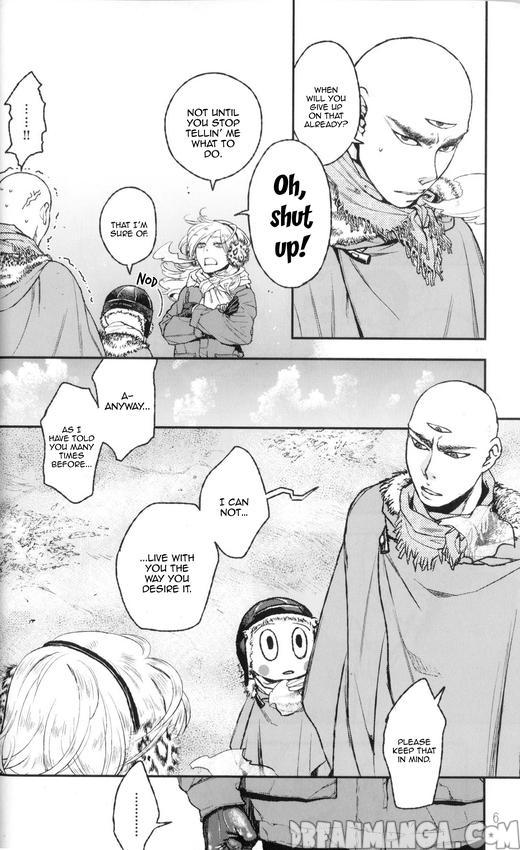 WHEN
WILL YOU
GIVE UP
ON THAT
ALREADY?
Oh,
shut
up!
NOT UNTIL
YOU STOP
TELLIN' ME
WHAT TO
DO.
THAT I'M
SURE OF.
NOD
........!!
A-
ANYWAY...
AS I
HAVE TOLD
YOU MANY
TIMES
BEFORE...
I CAN
NOT...
...LIVE WITH
YOU THE
WAY YOU
DESIRE IT.
PLEASE
KEEP THAT
IN MIND.
.........
6
DREAMMANGA.COM